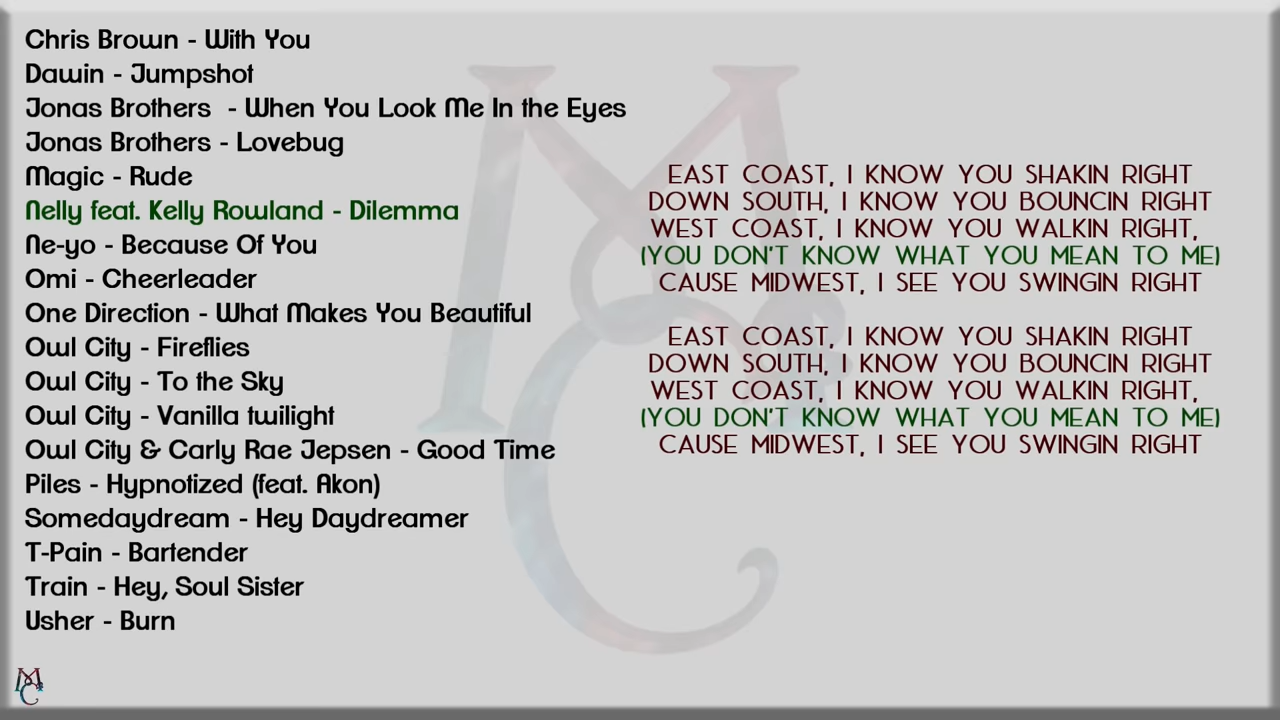 Chris Brown - With You
Dawin - Jumpshot
Jonas Brothers - When You Look Me In the Eyes
Jonas Brothers - Lovebug
Magic - Rude
Nelly feat. Kelly Rowland - Dilemma
Ne-yo - Because Of You
Omi - Cheerleader
One Direction - What Makes You Beautiful
Owl City - Fireflies
Owl City - To the Sky
Owl City - Vanilla twilight
Owl City & Carly Rae Jepsen - Good Time
Piles - Hypnotized (feat. Akon)
Somedaydream - Hey Daydreamer
T-Pain - Bartender
Train - Hey, Soul Sister
Usher - Burn
EAST COAST, I KNOW YOU SHAKIN RIGHT
DOWN SOUTH, I KNOW YOU BOUNCIN RIGHT
WEST COAST, I KNOW YOU WALKIN RIGHT,
(YOU DON'T KNOW WHAT YOU MEAN TO ME)
CAUSE MIDWEST, I SEE YOU SWINGIN RIGHT
EAST COAST, I KNOW YOU SHAKIN RIGHT
DOWN SOUTH, I KNOW YOU BOUNCIN RIGHT
WEST COAST, I KNOW YOU WALKIN RIGHT,
(YOU DON'T KNOW WHAT YOU MEAN TO ME)
CAUSE MIDWEST, I SEE YOU SWINGIN RIGHT
MC
MC